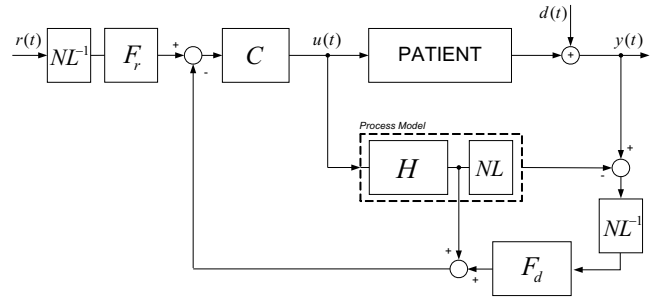 d(t)
r(t)
NL⁻¹
F_r
+
-
C
u(t)
PATIENT
+
y(t)
Process Model
H
NL
+
-
NL⁻¹
+
+
F_d